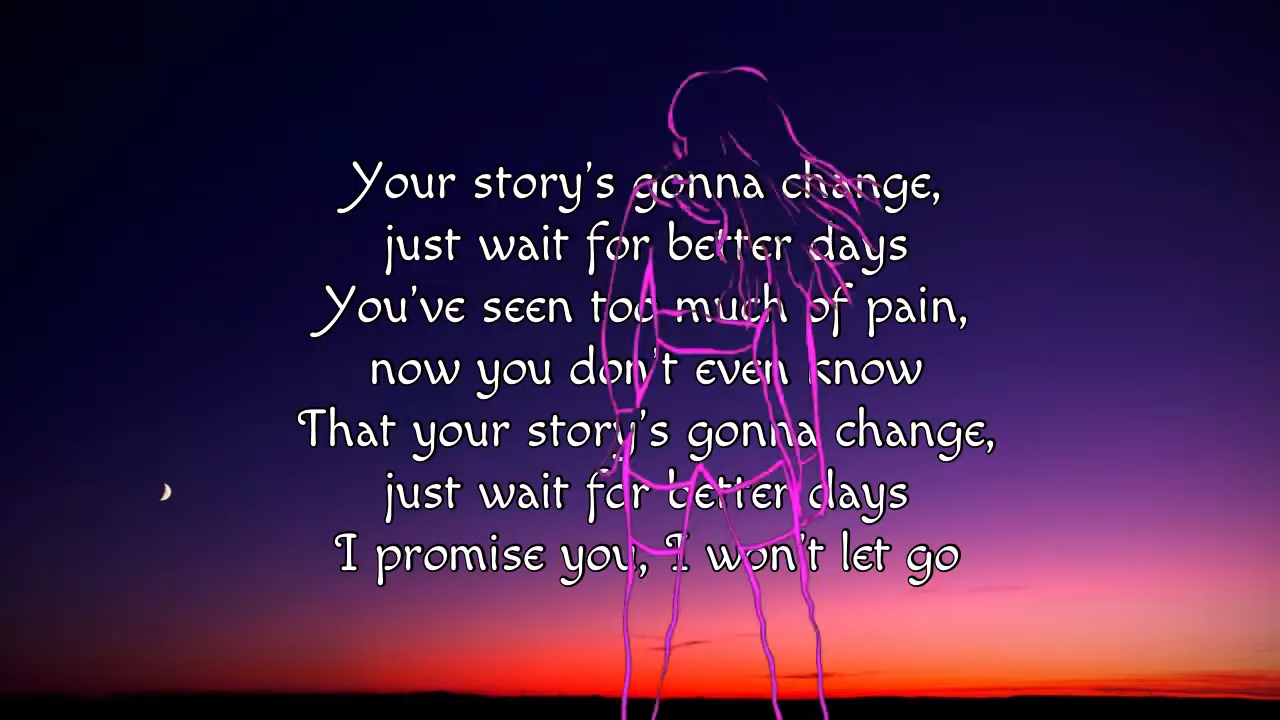 Your story's gonna change,
just wait for better days
You've seen too much of pain,
now you don't even know
That your story's gonna change,
just wait for better days
I promise you, I won't let go